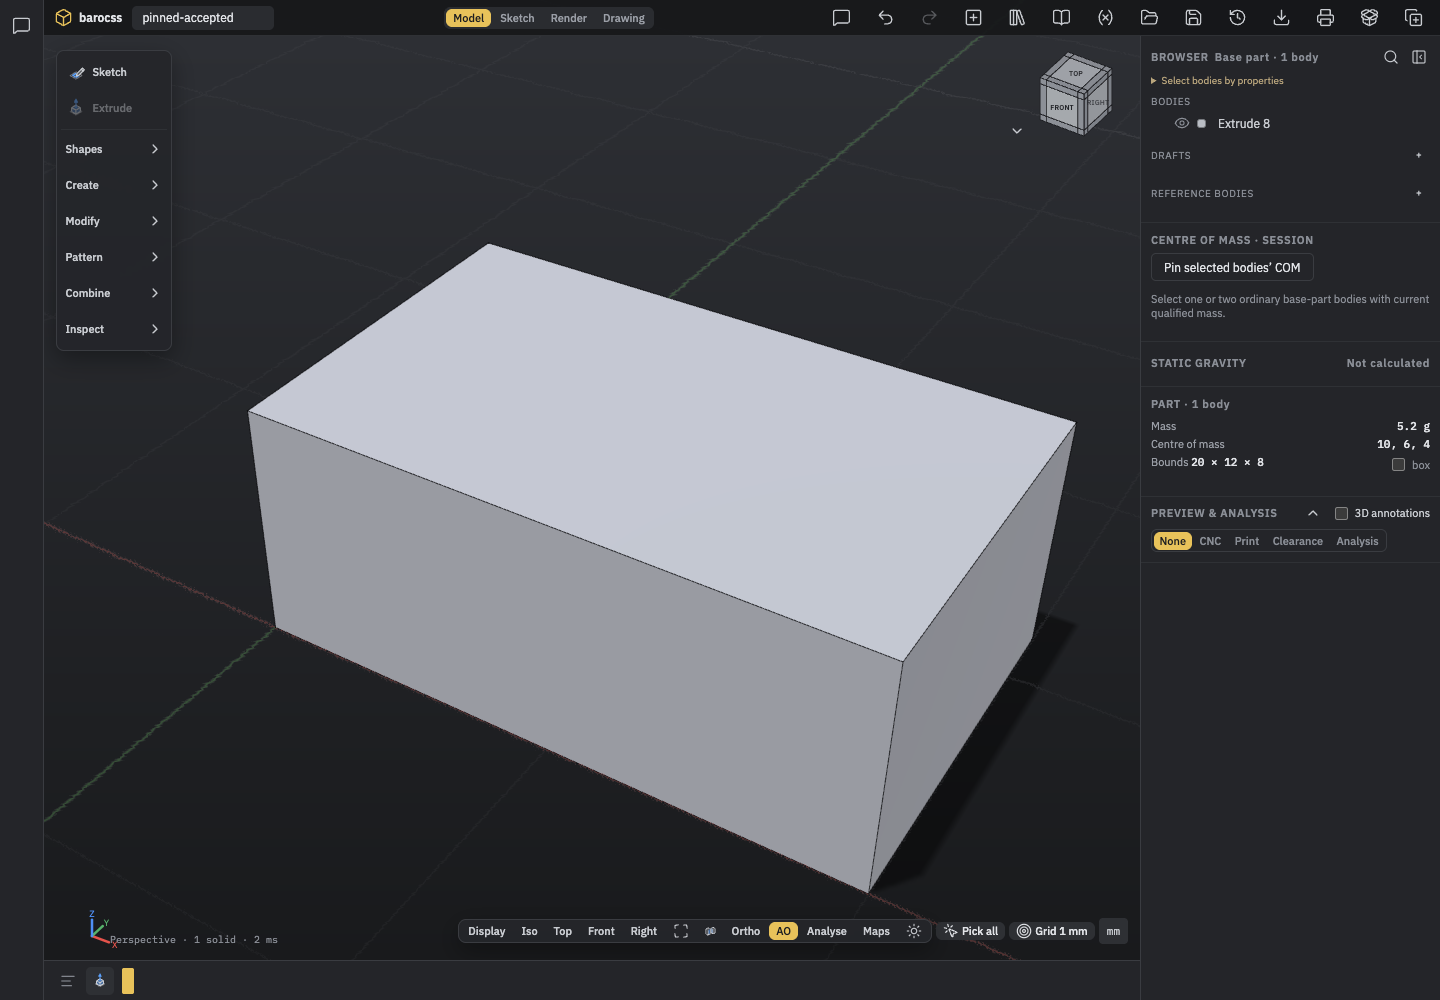 barocss
pinned-accepted
Model Sketch Render Drawing
Sketch
Extrude
Shapes
Create
Modify
Pattern
Combine
Inspect
TOP
FRONT
RIGHT
BROWSER Base part · 1 body
Select bodies by properties
BODIES
Extrude 8
DRAFTS
REFERENCE BODIES
CENTRE OF MASS · SESSION
Pin selected bodies’ COM
Select one or two ordinary base-part bodies with current
qualified mass.
STATIC GRAVITY Not calculated
PART · 1 body
Mass 5.2 g
Centre of mass 10, 6, 4
Bounds 20 × 12 × 8 box
PREVIEW & ANALYSIS 3D annotations
None CNC Print Clearance Analysis
Z
Y
X
Perspective · 1 solid · 2 ms
Display Iso Top Front Right Ortho AO Analyse Maps Pick all Grid 1 mm mm